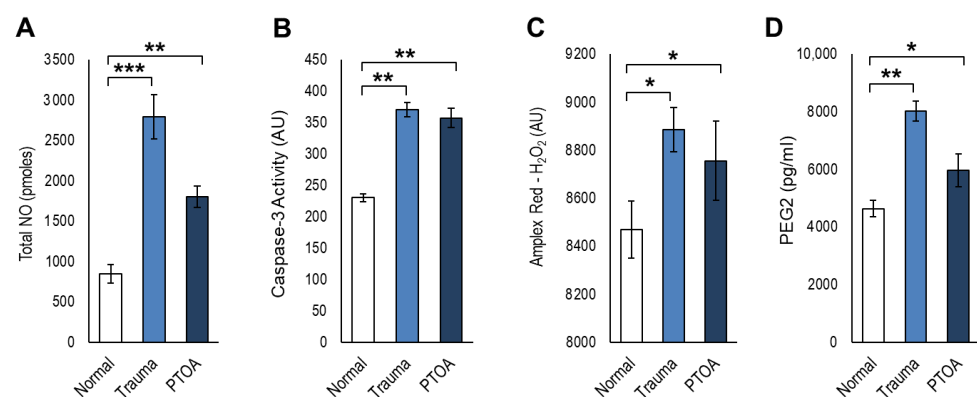 A
Total NO (pmoles)
3500
3000
2500
2000
1500
1000
500
0
***
**
Normal
Trauma
PTOA
B
Caspase-3 Activity (AU)
450
400
350
300
250
200
150
100
50
0
**
**
Normal
Trauma
PTOA
C
Amplex Red - H₂O₂ (AU)
9200
9000
8800
8600
8400
8200
8000
*
*
Normal
Trauma
PTOA
D
PEG2 (pg/ml)
10,000
8000
6000
4000
2000
0
**
*
Normal
Trauma
PTOA